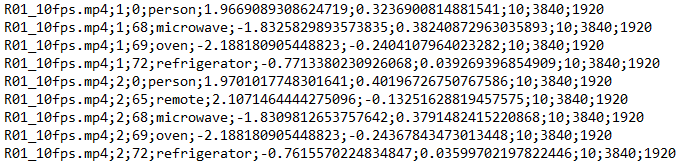 R01_10fps.mp4;1;0;person;1.9669089308624719;0.3236900814881541;10;3840;1920
R01_10fps.mp4;1;68;microwave;-1.8325829893573835;0.38240872963035893;10;3840;1920
R01_10fps.mp4;1;69;oven;-2.188180905448823;-0.2404107964023282;10;3840;1920
R01_10fps.mp4;1;72;refrigerator;-0.7713380230926068;0.039269396854909;10;3840;1920
R01_10fps.mp4;2;0;person;1.9701017748301641;0.40196726750767586;10;3840;1920
R01_10fps.mp4;2;65;remote;2.1071464444275096;-0.13251628819457575;10;3840;1920
R01_10fps.mp4;2;68;microwave;-1.8309812653757642;0.3791482415220868;10;3840;1920
R01_10fps.mp4;2;69;oven;-2.188180905448823;-0.24367843473013448;10;3840;1920
R01_10fps.mp4;2;72;refrigerator;-0.7615570224834847;0.03599702197822446;10;3840;1920